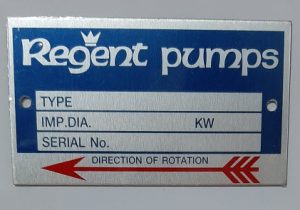 Regent pumps
TYPE
IMP.DIA. KW
SERIAL No.
DIRECTION OF ROTATION